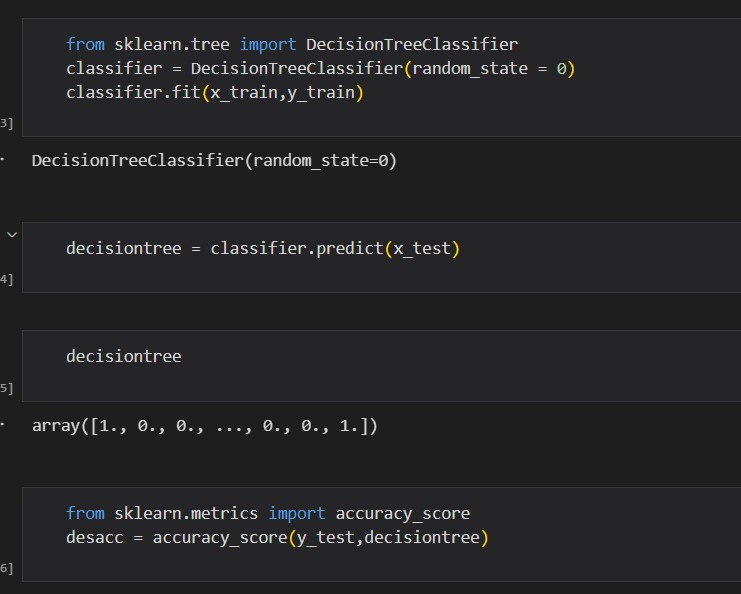 from sklearn.tree import DecisionTreeClassifier
classifier = DecisionTreeClassifier(random_state = 0)
classifier.fit(x_train,y_train)
3]
DecisionTreeClassifier(random_state=0)
decisiontree = classifier.predict(x_test)
4]
decisiontree
5]
array([1., 0., 0., ..., 0., 0., 1.])
from sklearn.metrics import accuracy_score
desacc = accuracy_score(y_test,decisiontree)
6]